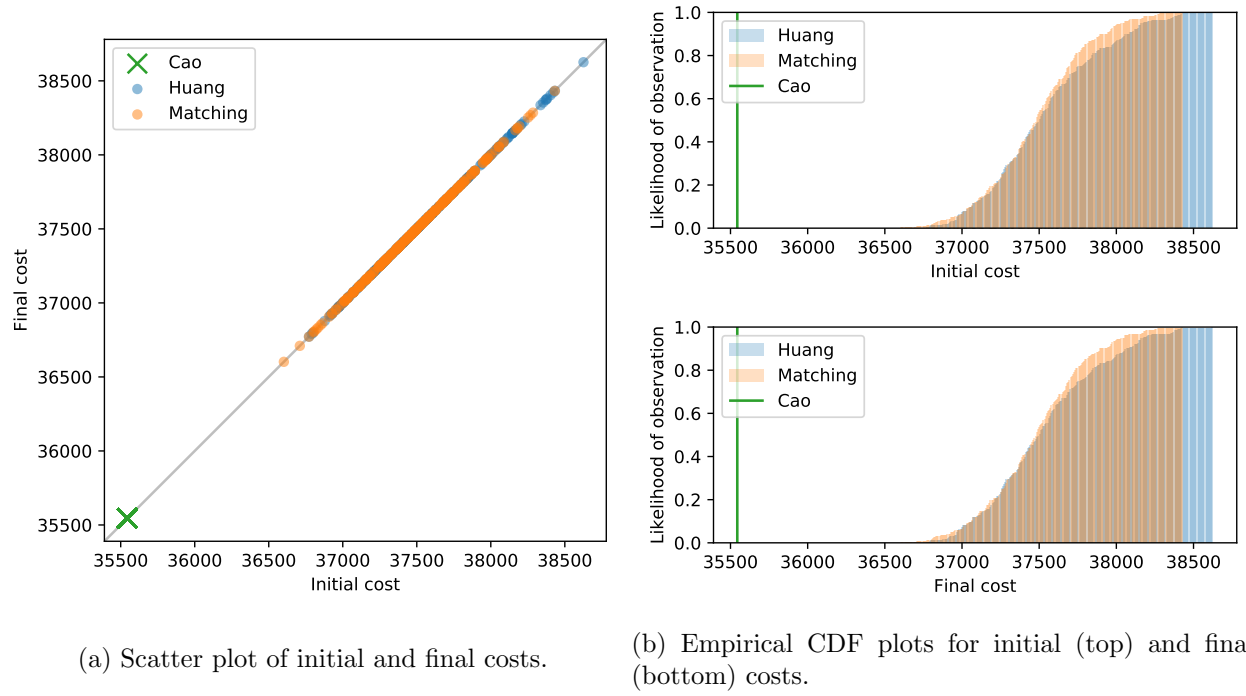 Cao
Huang
Matching
38500
38000
37500
37000
36500
36000
35500
Final cost
35500 36000 36500 37000 37500 38000 38500
Initial cost
(a) Scatter plot of initial and final costs.
1.0
0.8
0.6
0.4
0.2
0.0
Likelihood of observation
Huang
Matching
Cao
35500 36000 36500 37000 37500 38000 38500
Initial cost
1.0
0.8
0.6
0.4
0.2
0.0
Likelihood of observation
Huang
Matching
Cao
35500 36000 36500 37000 37500 38000 38500
Final cost
(b) Empirical CDF plots for initial (top) and fina
(bottom) costs.